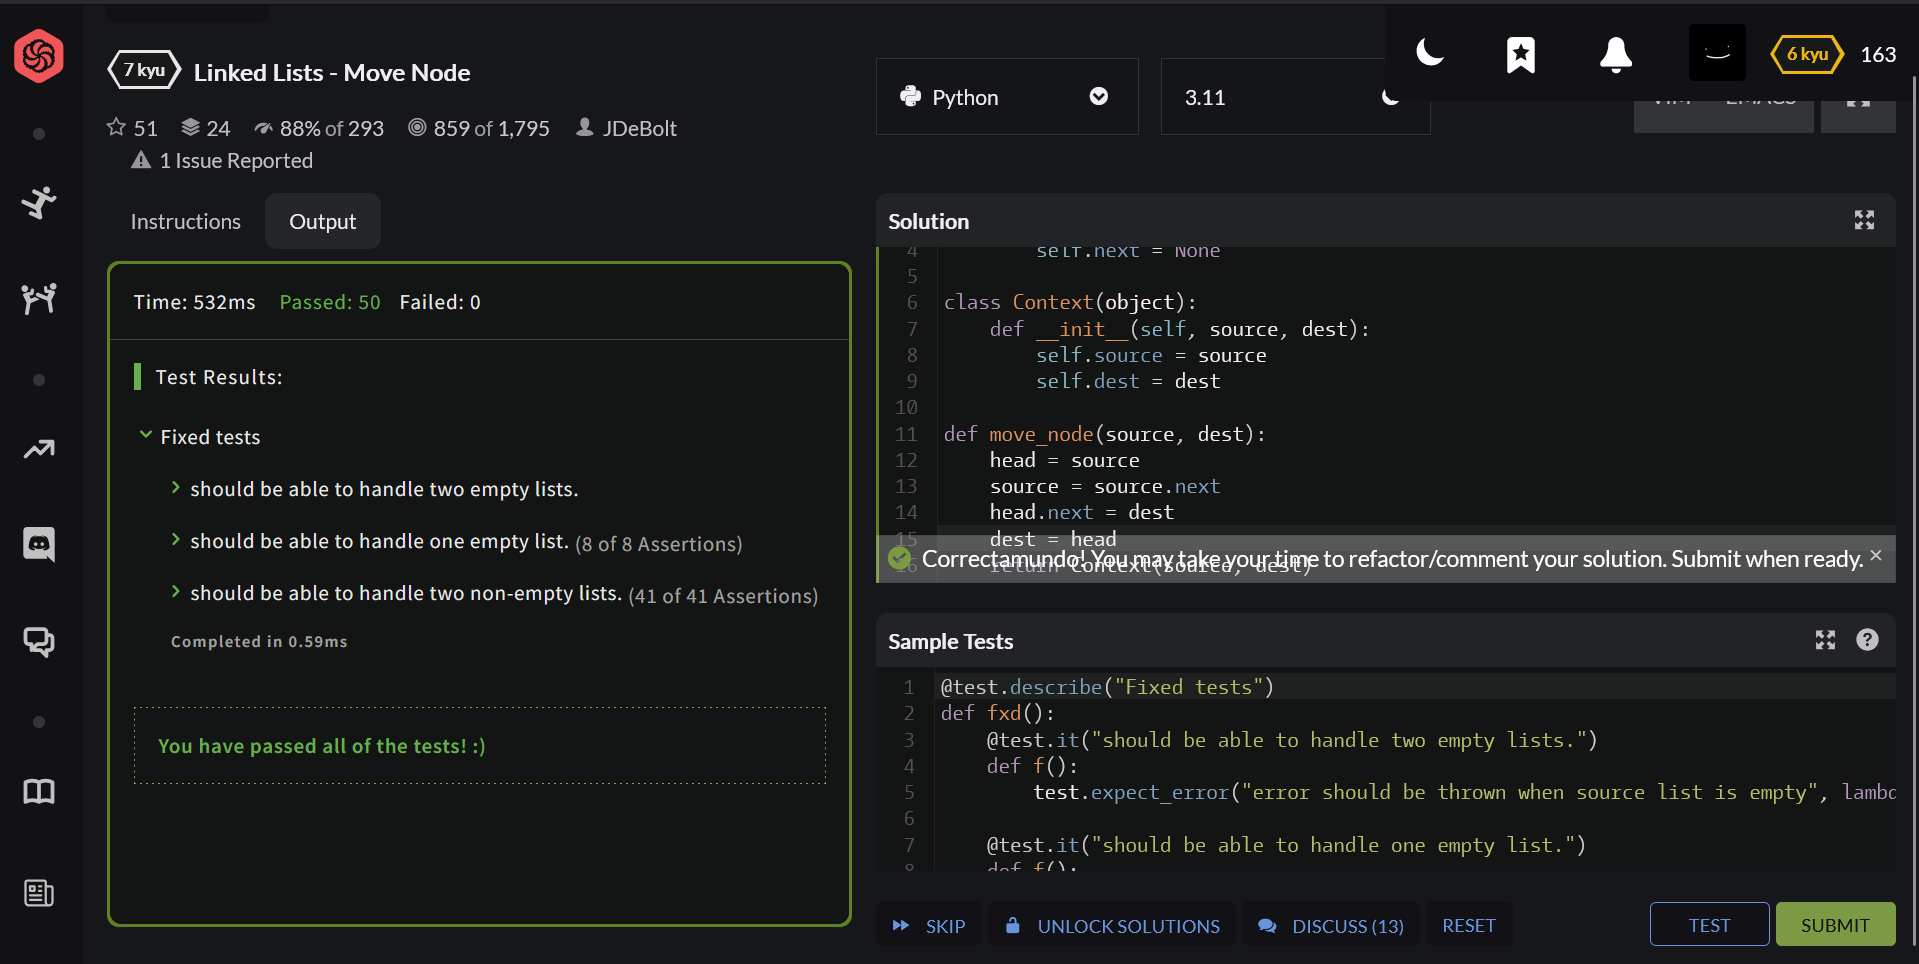 7 kyu
Linked Lists - Move Node
51 24 88% of 293 859 of 1,795 JDeBolt
1 Issue Reported
Instructions
Output
Time: 532ms Passed: 50 Failed: 0
Test Results:
Fixed tests
should be able to handle two empty lists.
should be able to handle one empty list. (8 of 8 Assertions)
should be able to handle two non-empty lists. (41 of 41 Assertions)
Completed in 0.59ms
You have passed all of the tests! :)
Python
3.11
VIM EMACS
6 kyu 163
Solution
4         self.next = None
5
6 class Context(object):
7     def __init__(self, source, dest):
8         self.source = source
9         self.dest = dest
10
11 def move_node(source, dest):
12     head = source
13     source = source.next
14     head.next = dest
15     dest = head
16     return Context(source, dest)
Correctamundo! You may take your time to refactor/comment your solution. Submit when ready. ×
Sample Tests
1 @test.describe("Fixed tests")
2 def fxd():
3     @test.it("should be able to handle two empty lists.")
4     def f():
5         test.expect_error("error should be thrown when source list is empty", lambd
6
7     @test.it("should be able to handle one empty list.")
8     def f():
SKIP
UNLOCK SOLUTIONS
DISCUSS (13)
RESET
TEST
SUBMIT